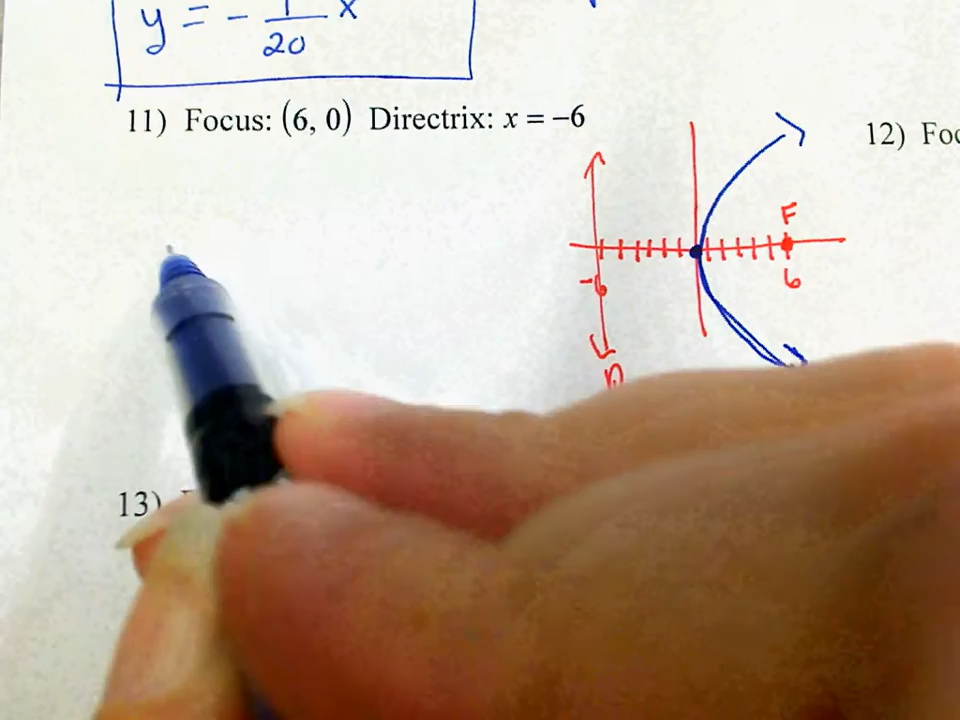 y = - 1/20 x
11) Focus: (6, 0) Directrix: x = −6
12) Foc
F
-6
6
D
13)